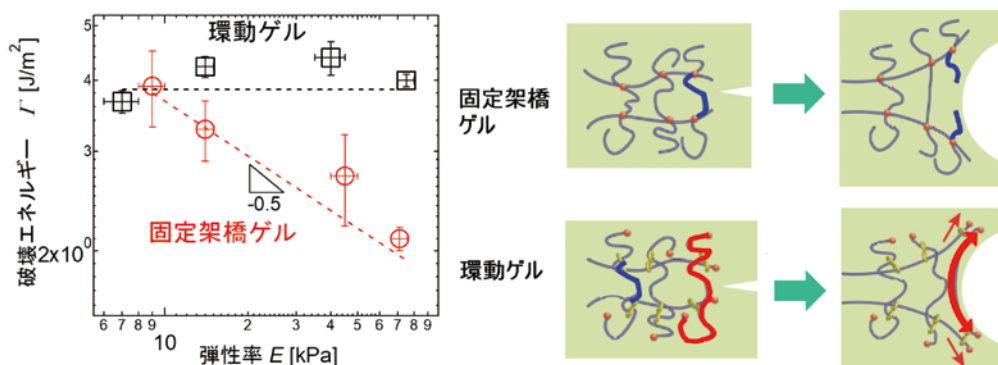 破壊エネルギー Γ [J/m²]
5
4
3
2x10⁰
環動ゲル
-0.5
固定架橋ゲル
6 7 8 9 2 3 4 5 6 7 8 9
10
弾性率 E [kPa]
固定架橋
ゲル
環動ゲル